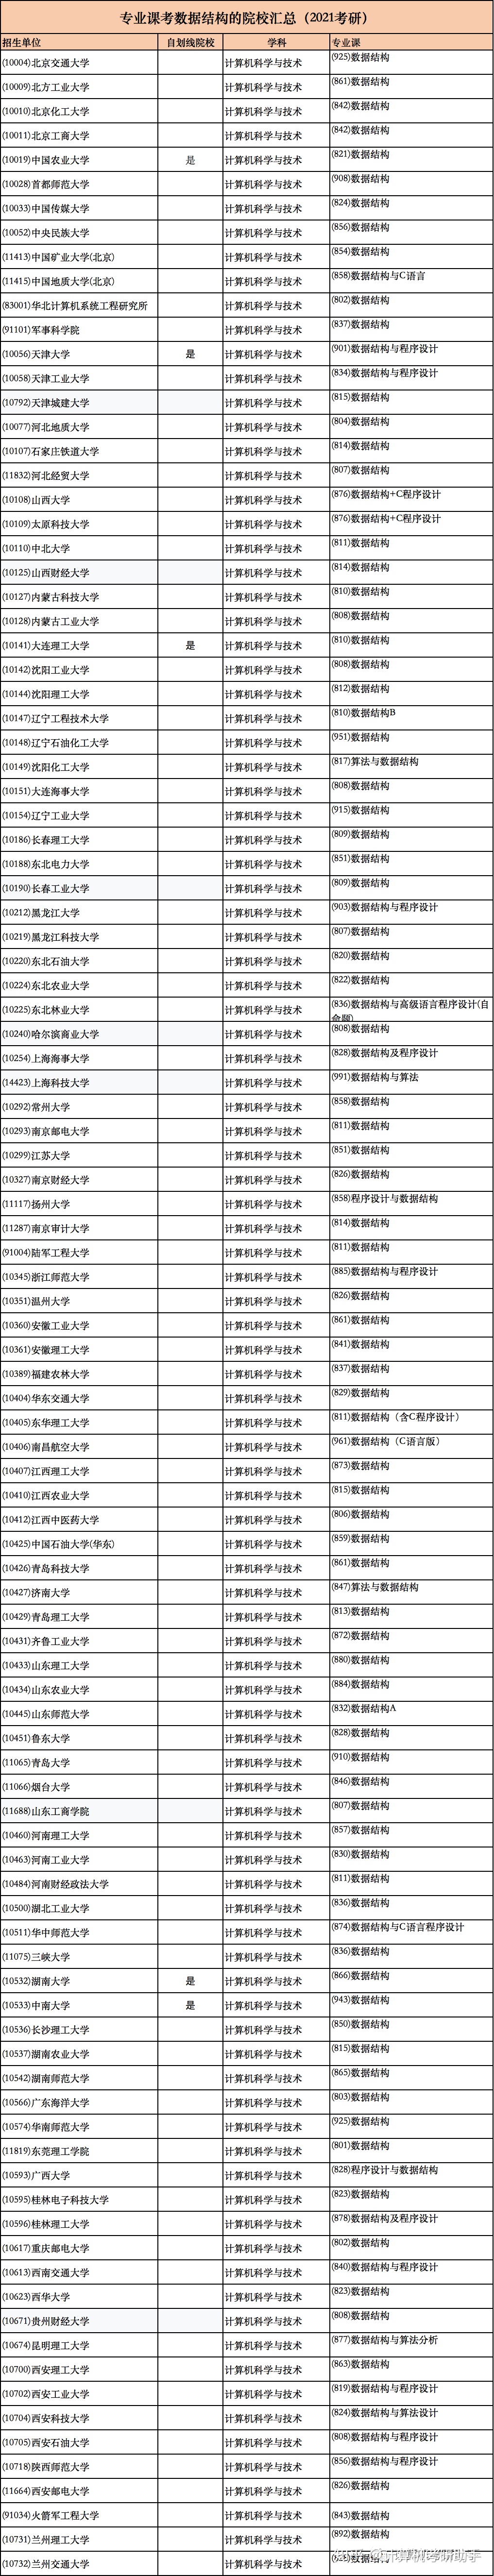 专业课考数据结构的院校汇总（2021考研）
招生单位 自划线院校 学科 专业课
(10004)北京交通大学 计算机科学与技术 (925)数据结构
(10009)北方工业大学 计算机科学与技术 (861)数据结构
(10010)北京化工大学 计算机科学与技术 (842)数据结构
(10011)北京工商大学 计算机科学与技术 (842)数据结构
(10019)中国农业大学 是 计算机科学与技术 (821)数据结构
(10028)首都师范大学 计算机科学与技术 (908)数据结构
(10033)中国传媒大学 计算机科学与技术 (824)数据结构
(10052)中央民族大学 计算机科学与技术 (856)数据结构
(11413)中国矿业大学(北京) 计算机科学与技术 (854)数据结构
(11415)中国地质大学(北京) 计算机科学与技术 (858)数据结构与C语言
(83001)华北计算机系统工程研究所 计算机科学与技术 (802)数据结构
(91101)军事科学院 计算机科学与技术 (837)数据结构
(10056)天津大学 是 计算机科学与技术 (901)数据结构与程序设计
(10058)天津工业大学 计算机科学与技术 (834)数据结构与程序设计
(10792)天津城建大学 计算机科学与技术 (815)数据结构
(10077)河北地质大学 计算机科学与技术 (804)数据结构
(10107)石家庄铁道大学 计算机科学与技术 (814)数据结构
(11832)河北经贸大学 计算机科学与技术 (807)数据结构
(10108)山西大学 计算机科学与技术 (876)数据结构+C程序设计
(10109)太原科技大学 计算机科学与技术 (876)数据结构+C程序设计
(10110)中北大学 计算机科学与技术 (811)数据结构
(10125)山西财经大学 计算机科学与技术 (814)数据结构
(10127)内蒙古科技大学 计算机科学与技术 (810)数据结构
(10128)内蒙古工业大学 计算机科学与技术 (808)数据结构
(10141)大连理工大学 是 计算机科学与技术 (810)数据结构
(10142)沈阳工业大学 计算机科学与技术 (808)数据结构
(10144)沈阳理工大学 计算机科学与技术 (812)数据结构
(10147)辽宁工程技术大学 计算机科学与技术 (810)数据结构B
(10148)辽宁石油化工大学 计算机科学与技术 (951)数据结构
(10149)沈阳化工大学 计算机科学与技术 (817)算法与数据结构
(10151)大连海事大学 计算机科学与技术 (808)数据结构
(10154)辽宁工业大学 计算机科学与技术 (915)数据结构
(10186)长春理工大学 计算机科学与技术 (809)数据结构
(10188)东北电力大学 计算机科学与技术 (851)数据结构
(10190)长春工业大学 计算机科学与技术 (809)数据结构
(10212)黑龙江大学 计算机科学与技术 (903)数据结构与程序设计
(10219)黑龙江科技大学 计算机科学与技术 (807)数据结构
(10220)东北石油大学 计算机科学与技术 (820)数据结构
(10224)东北农业大学 计算机科学与技术 (822)数据结构
(10225)东北林业大学 计算机科学与技术 (836)数据结构与高级语言程序设计(自
命题)
(10240)哈尔滨商业大学 计算机科学与技术 (808)数据结构
(10254)上海海事大学 计算机科学与技术 (828)数据结构及程序设计
(14423)上海科技大学 计算机科学与技术 (991)数据结构与算法
(10292)常州大学 计算机科学与技术 (858)数据结构
(10293)南京邮电大学 计算机科学与技术 (811)数据结构
(10299)江苏大学 计算机科学与技术 (851)数据结构
(10327)南京财经大学 计算机科学与技术 (826)数据结构
(11117)扬州大学 计算机科学与技术 (858)程序设计与数据结构
(11287)南京审计大学 计算机科学与技术 (814)数据结构
(91004)陆军工程大学 计算机科学与技术 (811)数据结构
(10345)浙江师范大学 计算机科学与技术 (885)数据结构与程序设计
(10351)温州大学 计算机科学与技术 (826)数据结构
(10360)安徽工业大学 计算机科学与技术 (861)数据结构
(10361)安徽理工大学 计算机科学与技术 (841)数据结构
(10389)福建农林大学 计算机科学与技术 (837)数据结构
(10404)华东交通大学 计算机科学与技术 (829)数据结构
(10405)东华理工大学 计算机科学与技术 (811)数据结构（含C程序设计）
(10406)南昌航空大学 计算机科学与技术 (961)数据结构（C语言版）
(10407)江西理工大学 计算机科学与技术 (873)数据结构
(10410)江西农业大学 计算机科学与技术 (815)数据结构
(10412)江西中医药大学 计算机科学与技术 (806)数据结构
(10425)中国石油大学(华东) 计算机科学与技术 (859)数据结构
(10426)青岛科技大学 计算机科学与技术 (861)数据结构
(10427)济南大学 计算机科学与技术 (847)算法与数据结构
(10429)青岛理工大学 计算机科学与技术 (813)数据结构
(10431)齐鲁工业大学 计算机科学与技术 (872)数据结构
(10433)山东理工大学 计算机科学与技术 (880)数据结构
(10434)山东农业大学 计算机科学与技术 (884)数据结构
(10445)山东师范大学 计算机科学与技术 (832)数据结构A
(10451)鲁东大学 计算机科学与技术 (828)数据结构
(11065)青岛大学 计算机科学与技术 (910)数据结构
(11066)烟台大学 计算机科学与技术 (846)数据结构
(11688)山东工商学院 计算机科学与技术 (807)数据结构
(10460)河南理工大学 计算机科学与技术 (857)数据结构
(10463)河南工业大学 计算机科学与技术 (830)数据结构
(10484)河南财经政法大学 计算机科学与技术 (811)数据结构
(10500)湖北工业大学 计算机科学与技术 (836)数据结构
(10511)华中师范大学 计算机科学与技术 (874)数据结构与C语言程序设计
(11075)三峡大学 计算机科学与技术 (836)数据结构
(10532)湖南大学 是 计算机科学与技术 (866)数据结构
(10533)中南大学 是 计算机科学与技术 (943)数据结构
(10536)长沙理工大学 计算机科学与技术 (850)数据结构
(10537)湖南农业大学 计算机科学与技术 (815)数据结构
(10542)湖南师范大学 计算机科学与技术 (865)数据结构
(10566)广东海洋大学 计算机科学与技术 (803)数据结构
(10574)华南师范大学 计算机科学与技术 (925)数据结构
(11819)东莞理工学院 计算机科学与技术 (801)数据结构
(10593)广西大学 计算机科学与技术 (828)程序设计与数据结构
(10595)桂林电子科技大学 计算机科学与技术 (823)数据结构
(10596)桂林理工大学 计算机科学与技术 (878)数据结构及程序设计
(10617)重庆邮电大学 计算机科学与技术 (802)数据结构
(10613)西南交通大学 计算机科学与技术 (840)数据结构与程序设计
(10623)西华大学 计算机科学与技术 (823)数据结构
(10671)贵州财经大学 计算机科学与技术 (808)数据结构
(10674)昆明理工大学 计算机科学与技术 (877)数据结构与算法分析
(10700)西安理工大学 计算机科学与技术 (863)数据结构
(10702)西安工业大学 计算机科学与技术 (819)数据结构与程序设计
(10704)西安科技大学 计算机科学与技术 (824)数据结构与算法设计
(10705)西安石油大学 计算机科学与技术 (808)数据结构与程序设计
(10718)陕西师范大学 计算机科学与技术 (856)数据结构与程序设计
(11664)西安邮电大学 计算机科学与技术 (826)数据结构
(91034)火箭军工程大学 计算机科学与技术 (843)数据结构
(10731)兰州理工大学 计算机科学与技术 (892)数据结构
(10732)兰州交通大学 计算机科学与技术 数据结构
@计算机考研助手